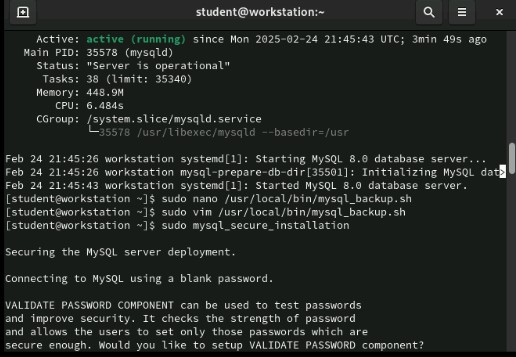 student@workstation:~
Active: active (running) since Mon 2025-02-24 21:45:43 UTC; 3min 49s ago
Main PID: 35578 (mysqld)
Status: "Server is operational"
Tasks: 38 (limit: 35340)
Memory: 448.9M
CPU: 6.484s
CGroup: /system.slice/mysqld.service
└─35578 /usr/libexec/mysqld --basedir=/usr
Feb 24 21:45:26 workstation systemd[1]: Starting MySQL 8.0 database server...
Feb 24 21:45:26 workstation mysql-prepare-db-dir[35501]: Initializing MySQL dat>
Feb 24 21:45:43 workstation systemd[1]: Started MySQL 8.0 database server.
[student@workstation ~]$ sudo nano /usr/local/bin/mysql_backup.sh
[student@workstation ~]$ sudo vim /usr/local/bin/mysql_backup.sh
[student@workstation ~]$ sudo mysql_secure_installation
Securing the MySQL server deployment.
Connecting to MySQL using a blank password.
VALIDATE PASSWORD COMPONENT can be used to test passwords
and improve security. It checks the strength of password
and allows the users to set only those passwords which are
secure enough. Would you like to setup VALIDATE PASSWORD component?